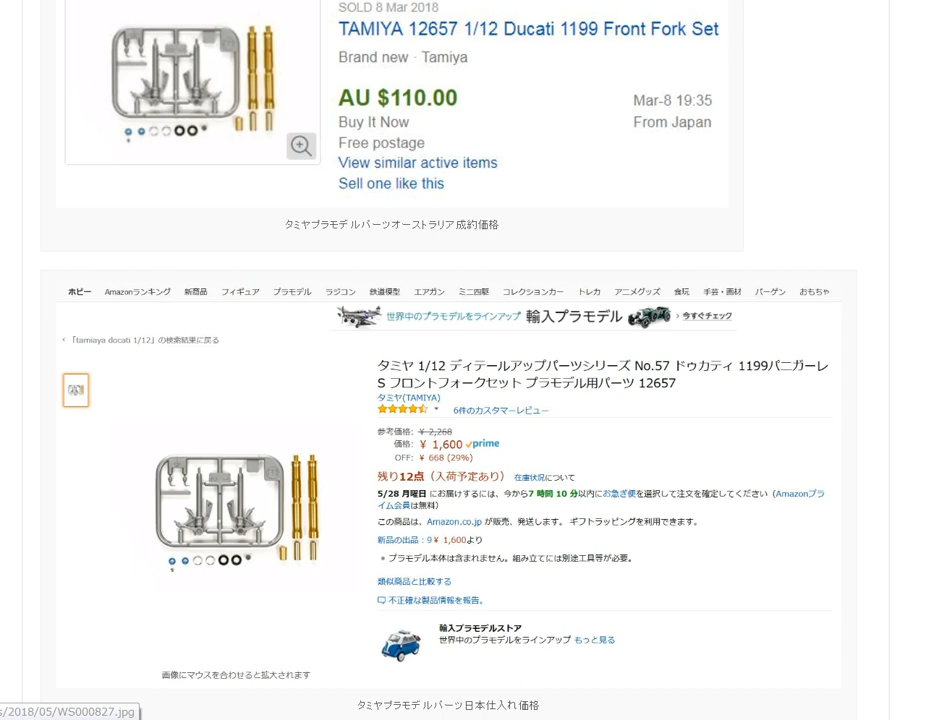 SOLD 8 Mar 2018
TAMIYA 12657 1/12 Ducati 1199 Front Fork Set
Brand new · Tamiya
AU $110.00
Mar-8 19:35
Buy It Now
From Japan
Free postage
View similar active items
Sell one like this
タミヤプラモデルパーツオーストラリア成約価格
ホビー Amazonランキング 新商品 フィギュア プラモデル ラジコン 鉄道模型 エアガン ミニ四駆 コレクションカー トレカ アニメグッズ 食玩 手芸・画材 バーゲン おもちゃ
世界中のプラモデルをラインアップ 輸入プラモデル › 今すぐチェック
‹ 「tamiaya docati 1/12」の検索結果に戻る
タミヤ 1/12 ディテールアップパーツシリーズ No.57 ドゥカティ 1199パニガーレ
S フロントフォークセット プラモデル用パーツ 12657
タミヤ(TAMIYA)
6件のカスタマーレビュー
参考価格: ¥ 2,268
価格: ¥ 1,600 prime
OFF: ¥ 668 (29%)
残り12点（入荷予定あり） 在庫状況について
5/28 月曜日 にお届けするには、今から7 時間 10 分以内にお急ぎ便を選択して注文を確定してください（Amazonプラ
イム会員は無料）
この商品は、Amazon.co.jp が販売、発送します。 ギフトラッピングを利用できます。
新品の出品：9 ¥ 1,600より
• プラモデル本体は含まれません。組み立てには別途工具等が必要。
類似商品と比較する
不正確な製品情報を報告。
輸入プラモデルストア
世界中のプラモデルをラインアップ もっと見る
画像にマウスを合わせると拡大されます
タミヤプラモデルパーツ日本仕入れ価格
s/2018/05/WS000827.jpg